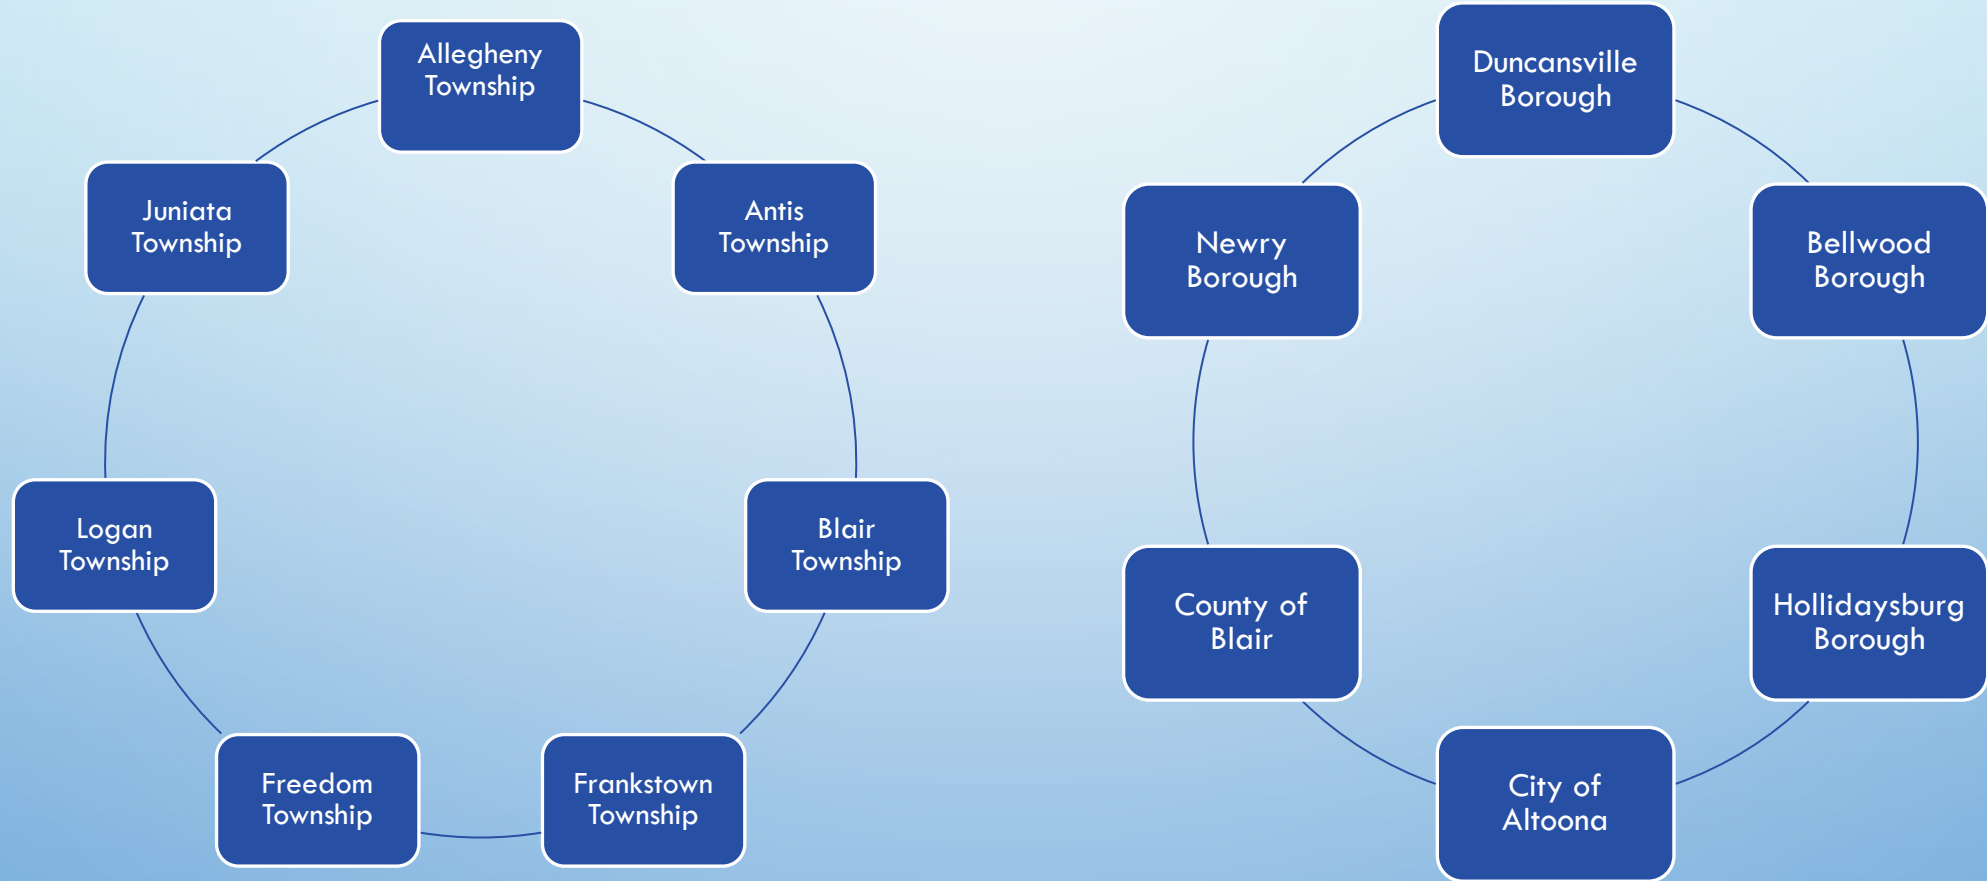 Allegheny
Township
Antis
Township
Blair
Township
Frankstown
Township
Freedom
Township
Logan
Township
Juniata
Township
Duncansville
Borough
Bellwood
Borough
Hollidaysburg
Borough
City of
Altoona
County of
Blair
Newry
Borough